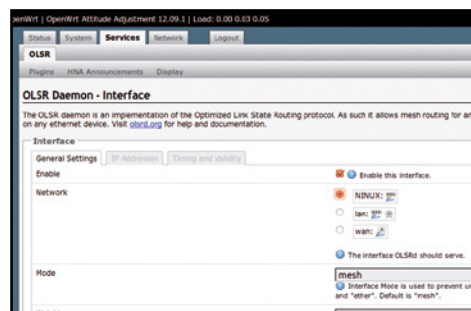 OpenWrt | OpenWrt Attitude Adjustment 12.09.1 | Load: 0.00 0.03 0.05
Status System Services Network Logout
OLSR
Plugins HNA Announcements Display
OLSR Daemon - Interface
The OLSR daemon is an implementation of the Optimized Link State Routing protocol. As such it allows mesh routing for an
on any ethernet device. Visit olsrd.org for help and documentation.
Interface
General Settings IP Addresses Timing and Validity
Enable Enable this interface.
Network NINUX:
lan:
wan:
The interface OLSRd should serve.
Mode mesh
Interface Mode is used to prevent un
and "ether". Default is "mesh".